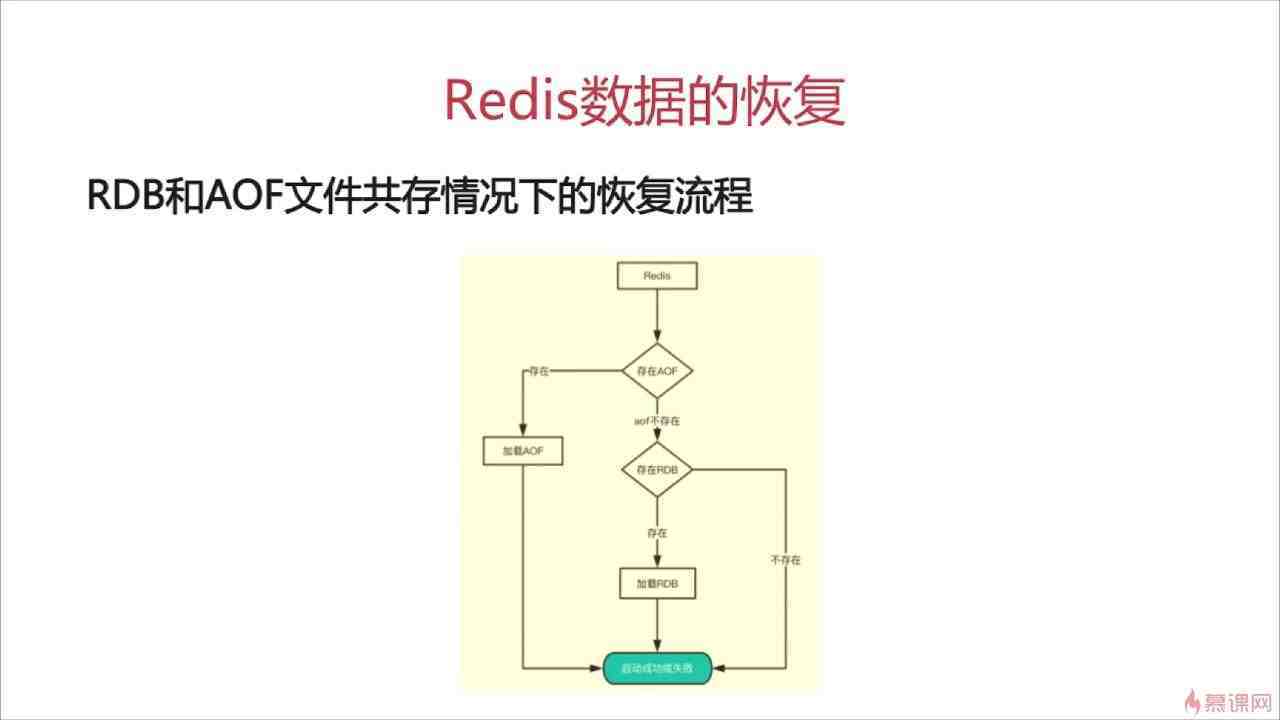 Redis数据的恢复
RDB和AOF文件共存情况下的恢复流程
Redis
存在AOF
存在
aof不存在
加载AOF
存在RDB
存在
不存在
加载RDB
启动成功或失败
慕课网